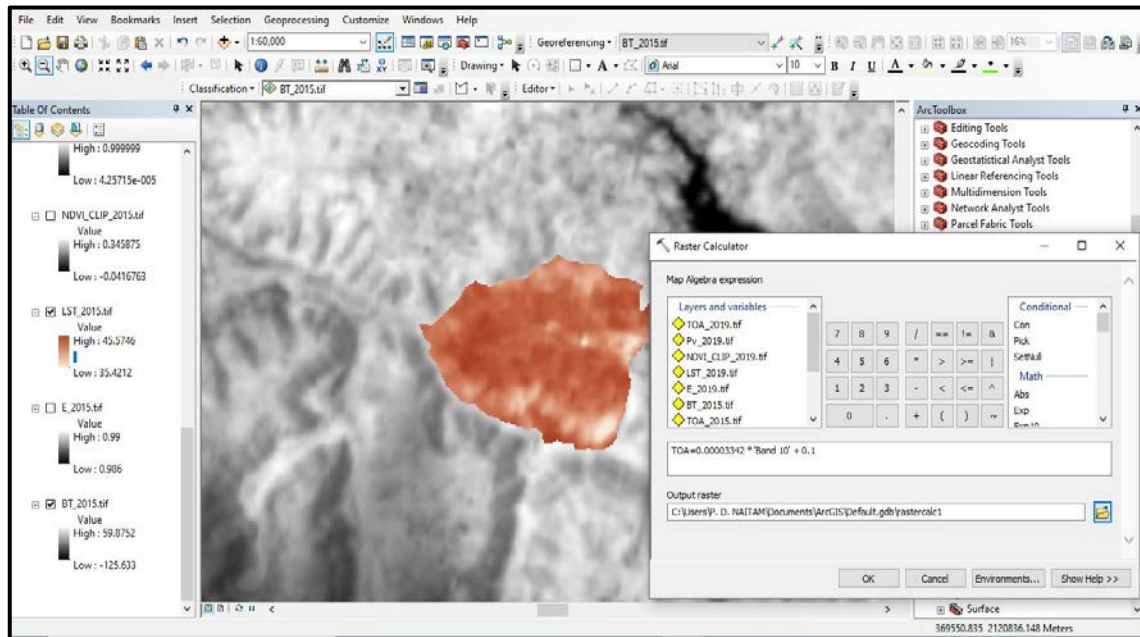 File Edit View Bookmarks Insert Selection Geoprocessing Customize Windows Help
1:60,000 Georeferencing BT_2015.tif 16%
Drawing A Arial 10 B I U A
Classification BT_2015.tif Editor
Table Of Contents
High : 0.999999
Low : 4.25715e-005
NDVI_CLIP_2015.tif
Value
High : 0.345875
Low : -0.0416763
LST_2015.tif
Value
High : 45.5746
Low : 35.4212
E_2015.tif
Value
High : 0.99
Low : 0.986
BT_2015.tif
Value
High : 59.8752
Low : -125.633
ArcToolbox
Editing Tools
Geocoding Tools
Geostatistical Analyst Tools
Linear Referencing Tools
Multidimension Tools
Network Analyst Tools
Parcel Fabric Tools
Raster Calculator
Map Algebra expression
Layers and variables
TOA_2019.tif
Pv_2019.tif
NDVI_CLIP_2019.tif
LST_2019.tif
E_2019.tif
BT_2015.tif
TOA_2015.tif
7 8 9 / == != &
4 5 6 * > >= |
1 2 3 - < <= ^
0 . + ( ) ~
Conditional
Con
Pick
SetNull
Math
Abs
Exp
Exp10
TOA=0.00003342 * 'Band 10' + 0.1
Output raster
C:\Users\P. D. NAITAM\Documents\ArcGIS\Default.gdb\rastercalc1
OK Cancel Environments... Show Help >>
Surface
369550.835 2120836.148 Meters